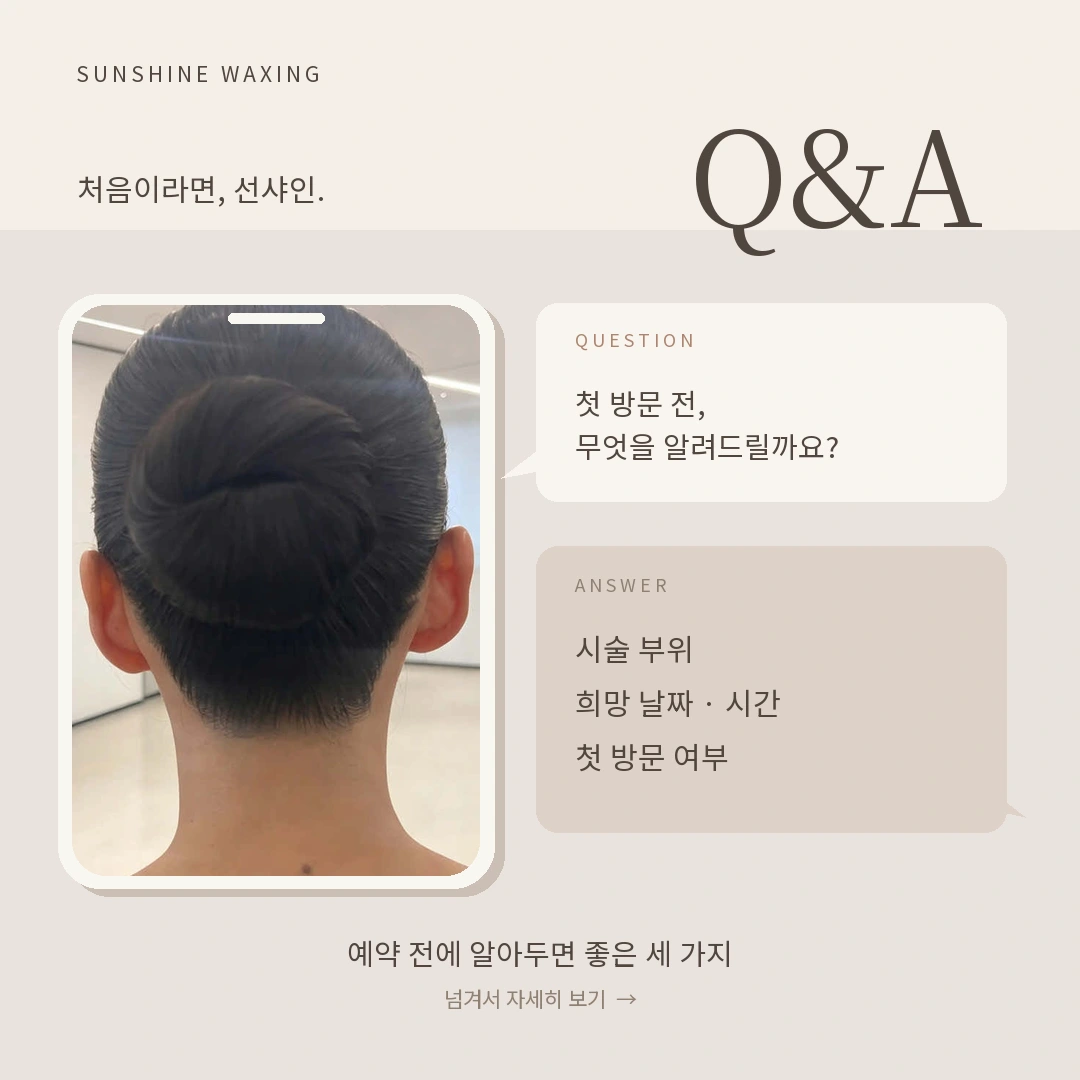 SUNSHINE WAXING
처음이라면, 선샤인.
Q&A
QUESTION
첫 방문 전,
무엇을 알려드릴까요?
ANSWER
시술 부위
희망 날짜 · 시간
첫 방문 여부
예약 전에 알아두면 좋은 세 가지
넘겨서 자세히 보기 →